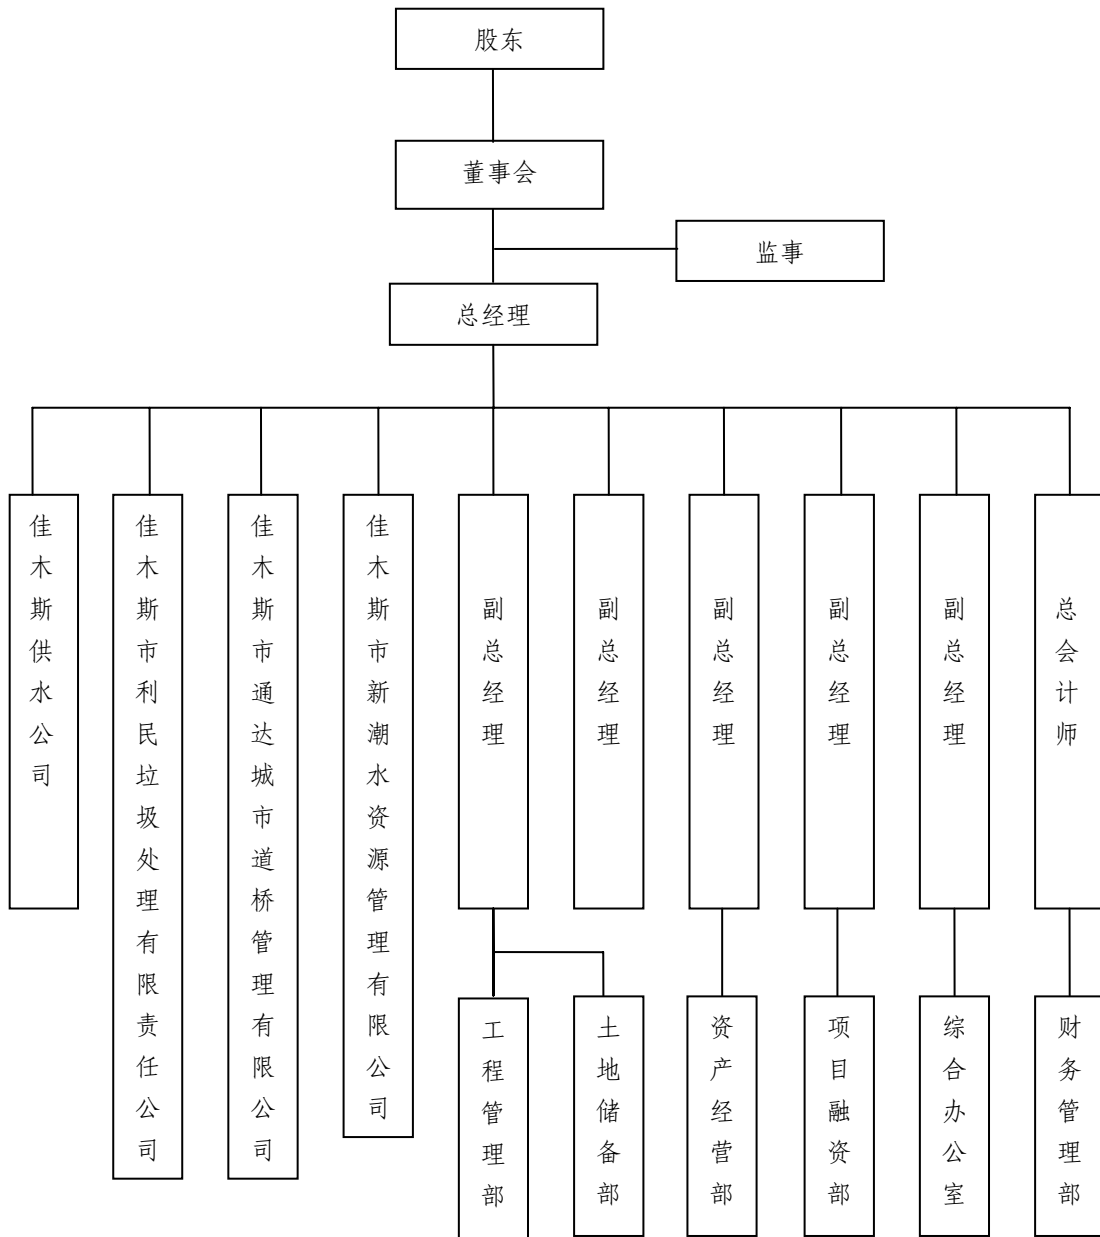 股东
董事会
监事
总经理
佳木斯供水公司
佳木斯市利民垃圾处理有限责任公司
佳木斯市通达城市道桥管理有限公司
佳木斯市新潮水资源管理有限公司
副总经理
副总经理
副总经理
副总经理
副总经理
总会计师
工程管理部
土地储备部
资产经营部
项目融资部
综合办公室
财务管理部